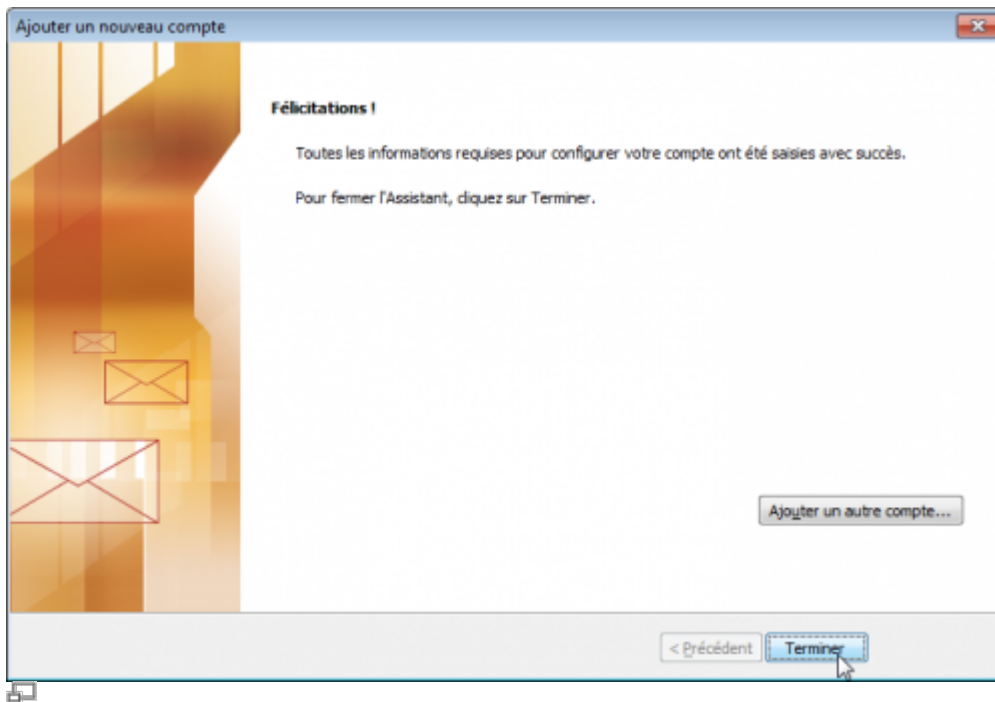 Ajouter un nouveau compte
Félicitations !
Toutes les informations requises pour configurer votre compte ont été saisies avec succès.
Pour fermer l'Assistant, cliquez sur Terminer.
Ajouter un autre compte...
< Précédent
Terminer